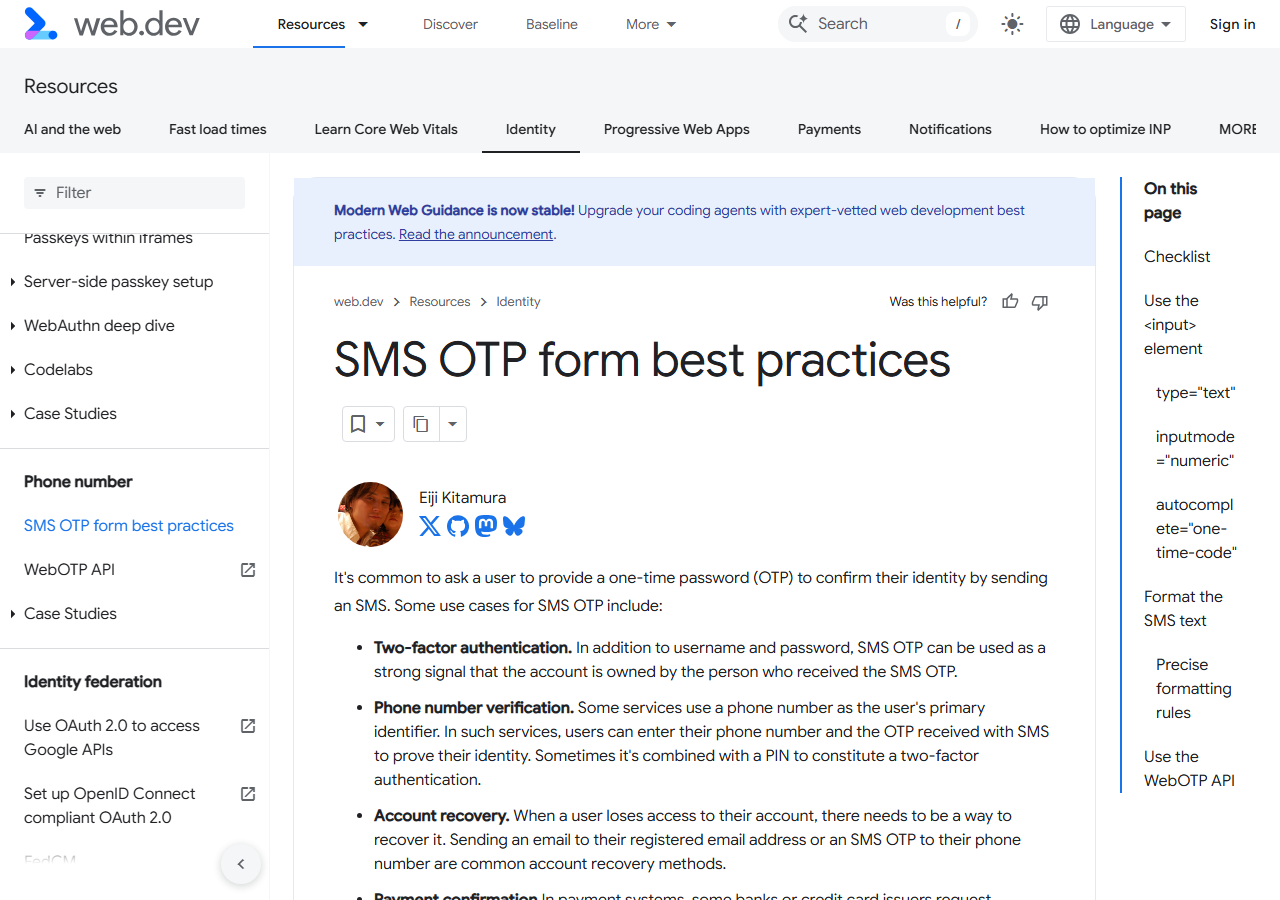 web.dev
Resources
Discover
Baseline
More
Search
/
Language
Sign in
Resources
AI and the web
Fast load times
Learn Core Web Vitals
Identity
Progressive Web Apps
Payments
Notifications
How to optimize INP
MORE
Filter
Passkeys within iframes
Server-side passkey setup
WebAuthn deep dive
Codelabs
Case Studies
Phone number
SMS OTP form best practices
WebOTP API
Case Studies
Identity federation
Use OAuth 2.0 to access
Google APIs
Set up OpenID Connect
compliant OAuth 2.0
FedCM
Modern Web Guidance is now stable! Upgrade your coding agents with expert-vetted web development best
practices. Read the announcement.
web.dev
Resources
Identity
Was this helpful?
SMS OTP form best practices
Eiji Kitamura
It's common to ask a user to provide a one-time password (OTP) to confirm their identity by sending
an SMS. Some use cases for SMS OTP include:
• Two-factor authentication. In addition to username and password, SMS OTP can be used as a
strong signal that the account is owned by the person who received the SMS OTP.
• Phone number verification. Some services use a phone number as the user's primary
identifier. In such services, users can enter their phone number and the OTP received with SMS
to prove their identity. Sometimes it's combined with a PIN to constitute a two-factor
authentication.
• Account recovery. When a user loses access to their account, there needs to be a way to
recover it. Sending an email to their registered email address or an SMS OTP to their phone
number are common account recovery methods.
• Payment confirmation In payment systems, some banks or credit card issuers request
On this
page
Checklist
Use the
<input>
element
type="text"
inputmode
="numeric"
autocompl
ete="one-
time-code"
Format the
SMS text
Precise
formatting
rules
Use the
WebOTP API